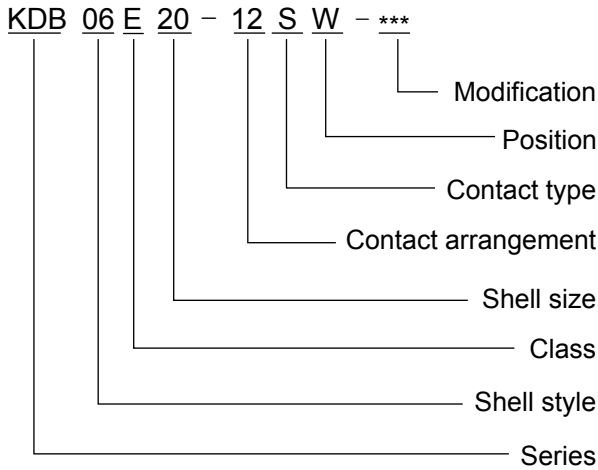 KDB 06 E 20 - 12 S W - ***
Modification
Position
Contact type
Contact arrangement
Shell size
Class
Shell style
Series